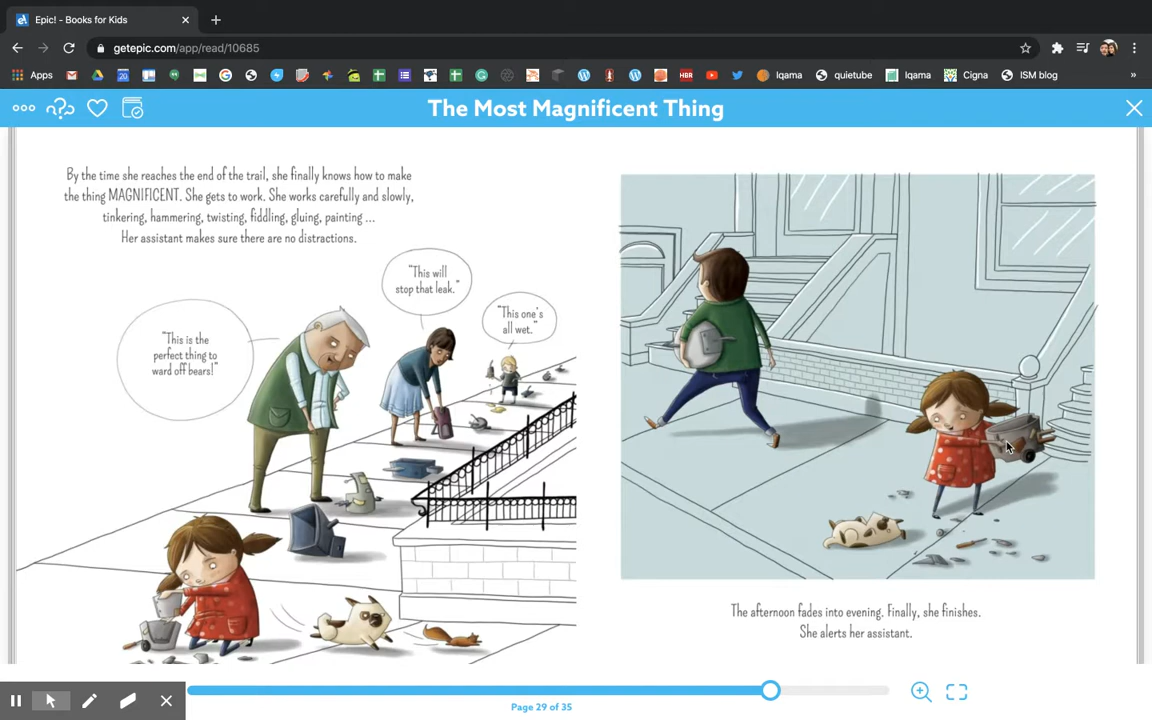 Epic! - Books for Kids
getepic.com/app/read/10685
Apps
20
HBR
Iqama
quietube
Iqama
Cigna
ISM blog
»
The Most Magnificent Thing
By the time she reaches the end of the trail, she finally knows how to make
the thing MAGNIFICENT. She gets to work. She works carefully and slowly,
tinkering, hammering, twisting, fiddling, gluing, painting ...
Her assistant makes sure there are no distractions.
"This is the
perfect thing to
ward off bears!"
"This will
stop that leak."
"This one's
all wet."
The afternoon fades into evening. Finally, she finishes.
She alerts her assistant.
Page 29 of 35